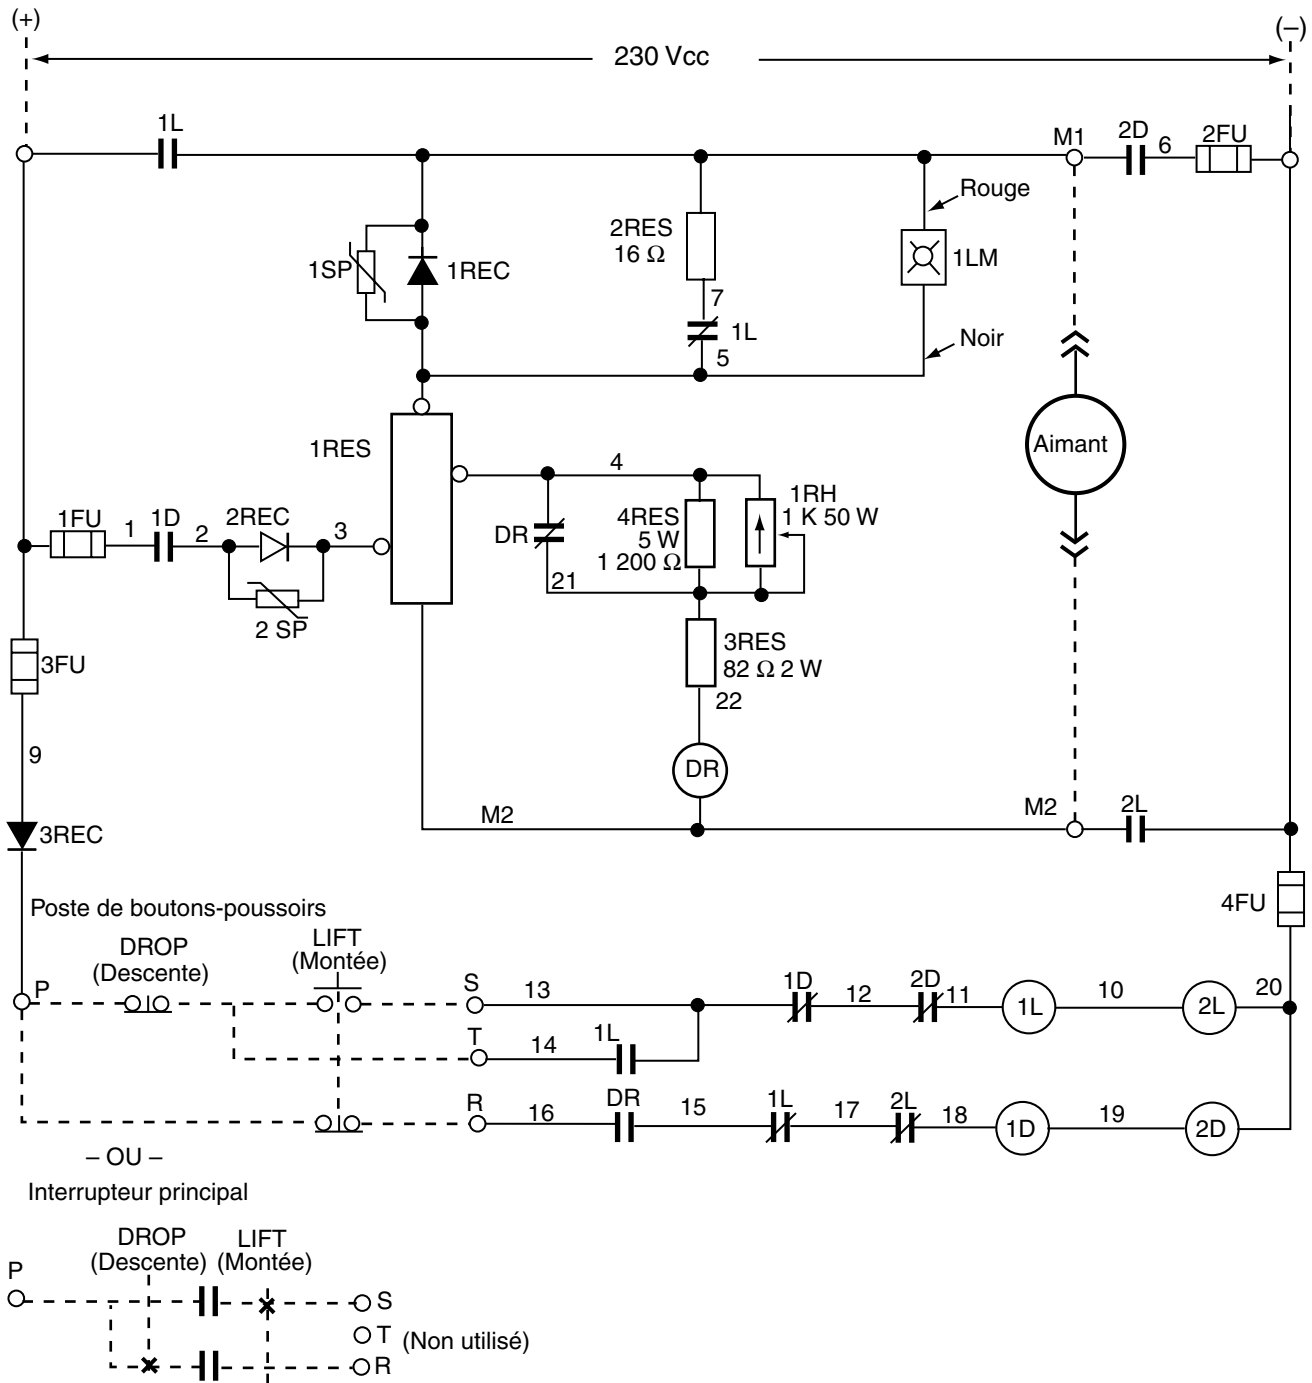 (+)
(–)
230 Vcc
1L
M1
2D
6
2FU
Rouge
2RES
16 Ω
1SP
1REC
1LM
7
1L
5
Noir
1RES
Aimant
4
1RH
1 K 50 W
1FU
1
1D
2
2REC
3
DR
4RES
5 W
1 200 Ω
21
2 SP
3RES
82 Ω 2 W
3FU
22
9
DR
M2
M2
2L
3REC
4FU
Poste de boutons-poussoirs
DROP
(Descente)
LIFT
(Montée)
P
S
13
1D
12
2D
11
1L
10
2L
20
T
14
1L
R
16
DR
15
1L
17
2L
18
1D
19
2D
– OU –
Interrupteur principal
DROP
(Descente)
LIFT
(Montée)
P
S
T
(Non utilisé)
R